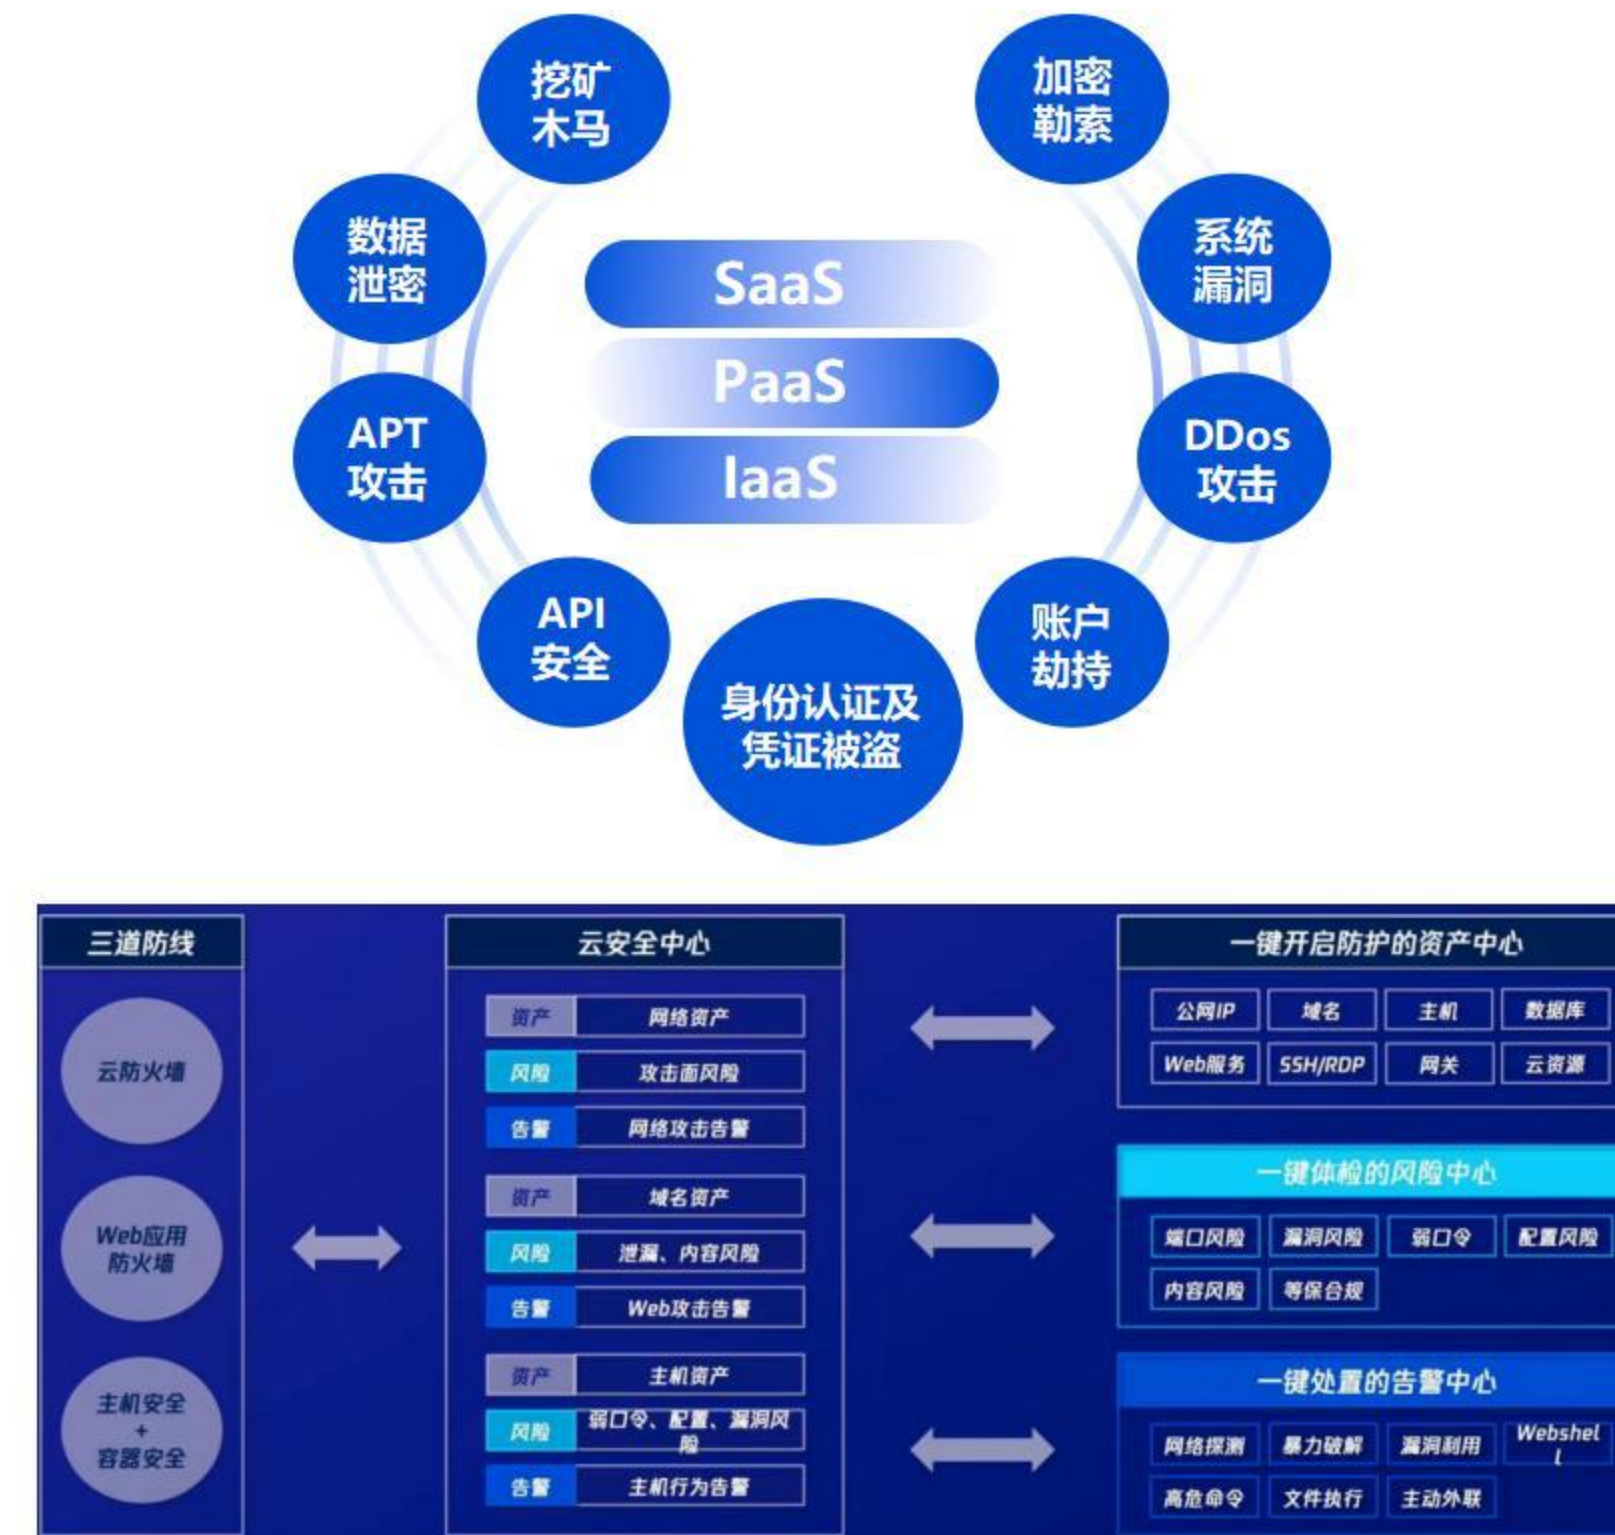 挖矿
木马
加密
勒索
数据
泄密
系统
漏洞
SaaS
PaaS
IaaS
APT
攻击
DDos
攻击
API
安全
账户
劫持
身份认证及
凭证被盗
三道防线
云防火墙
Web应用
防火墙
主机安全
+
容器安全
云安全中心
资产 网络资产
风险 攻击面风险
告警 网络攻击告警
资产 域名资产
风险 泄漏、内容风险
告警 Web攻击告警
资产 主机资产
风险 弱口令、配置、漏洞风
险
告警 主机行为告警
一键开启防护的资产中心
公网IP 域名 主机 数据库
Web服务 SSH/RDP 网关 云资源
一键体检的风险中心
端口风险 漏洞风险 弱口令 配置风险
内容风险 等保合规
一键处置的告警中心
网络探测 暴力破解 漏洞利用 Webshel
l
高危命令 文件执行 主动外联